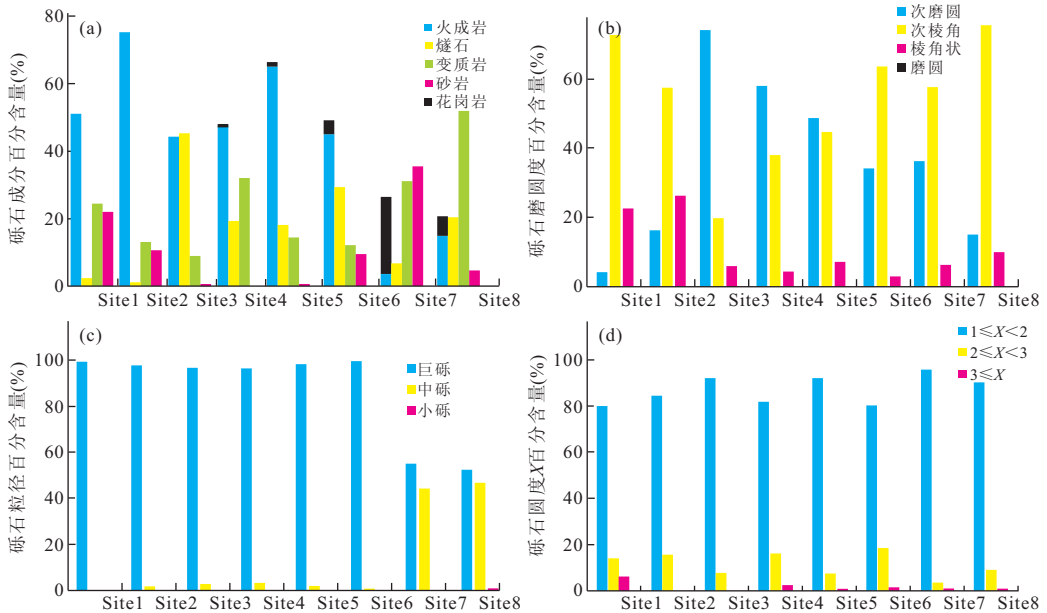 (a)
砾石成分百分含量(%)
80
60
40
20
0
火成岩
燧石
变质岩
砂岩
花岗岩
Site1 Site2 Site3 Site4 Site5 Site6 Site7 Site8
(b)
砾石磨圆度百分含量(%)
60
40
20
0
次磨圆
次棱角
棱角状
磨圆
Site1 Site2 Site3 Site4 Site5 Site6 Site7 Site8
(c)
砾石粒径百分含量(%)
100
80
60
40
20
0
巨砾
中砾
小砾
Site1 Site2 Site3 Site4 Site5 Site6 Site7 Site8
(d)
砾石圆度X百分含量(%)
100
80
60
40
20
0
1≤X<2
2≤X<3
3≤X
Site1 Site2 Site3 Site4 Site5 Site6 Site7 Site8